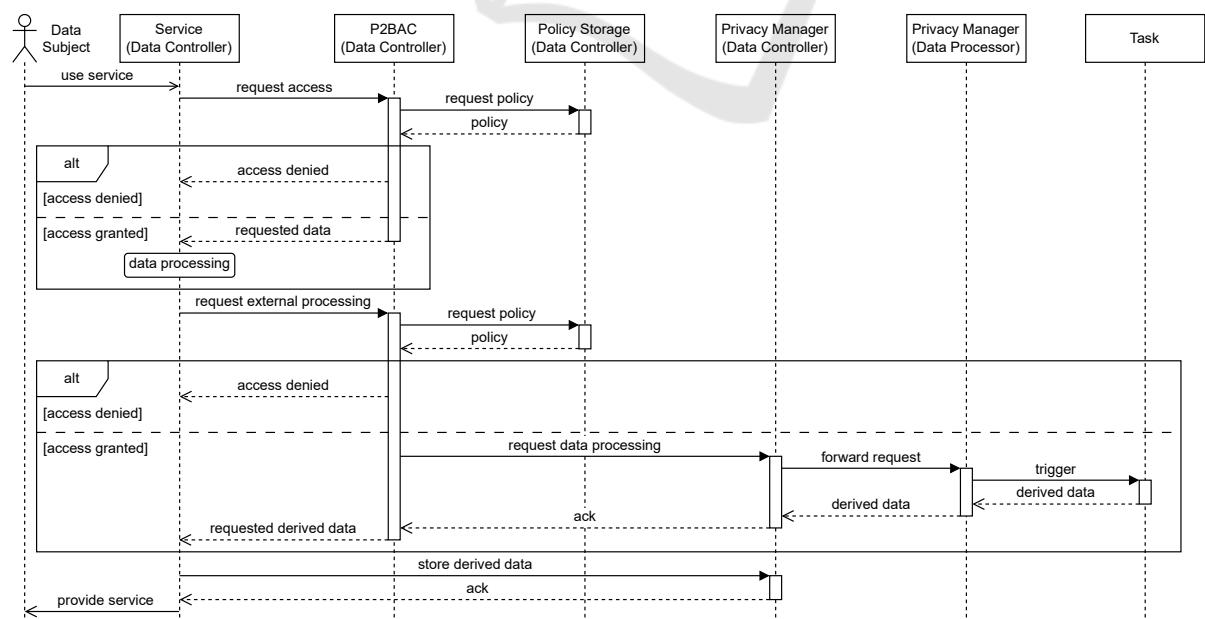 Data
Subject
Service
(Data Controller)
P2BAC
(Data Controller)
Policy Storage
(Data Controller)
Privacy Manager
(Data Controller)
Privacy Manager
(Data Processor)
Task
use service
request access
request policy
policy
alt
access denied
[access denied]
[access granted]
requested data
data processing
request external processing
request policy
policy
alt
access denied
[access denied]
[access granted]
request data processing
forward request
trigger
derived data
derived data
ack
requested derived data
store derived data
ack
provide service